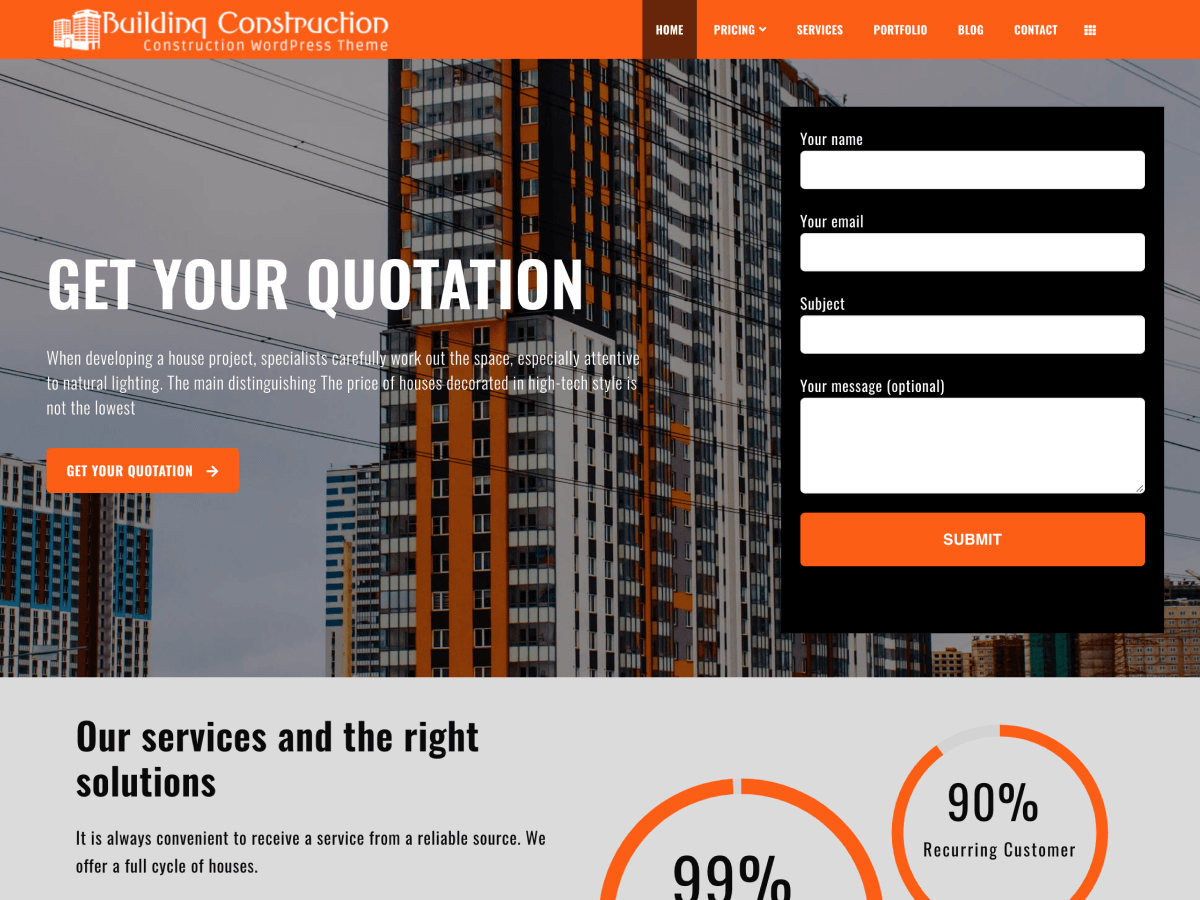 Building Construction
Construction WordPress Theme
HOME
PRICING
SERVICES
PORTFOLIO
BLOG
CONTACT
GET YOUR QUOTATION
When developing a house project, specialists carefully work out the space, especially attentive
to natural lighting. The main distinguishing The price of houses decorated in high-tech style is
not the lowest
GET YOUR QUOTATION
Your name
Your email
Subject
Your message (optional)
SUBMIT
Our services and the right
solutions
It is always convenient to receive a service from a reliable source. We
offer a full cycle of houses.
99%
90%
Recurring Customer